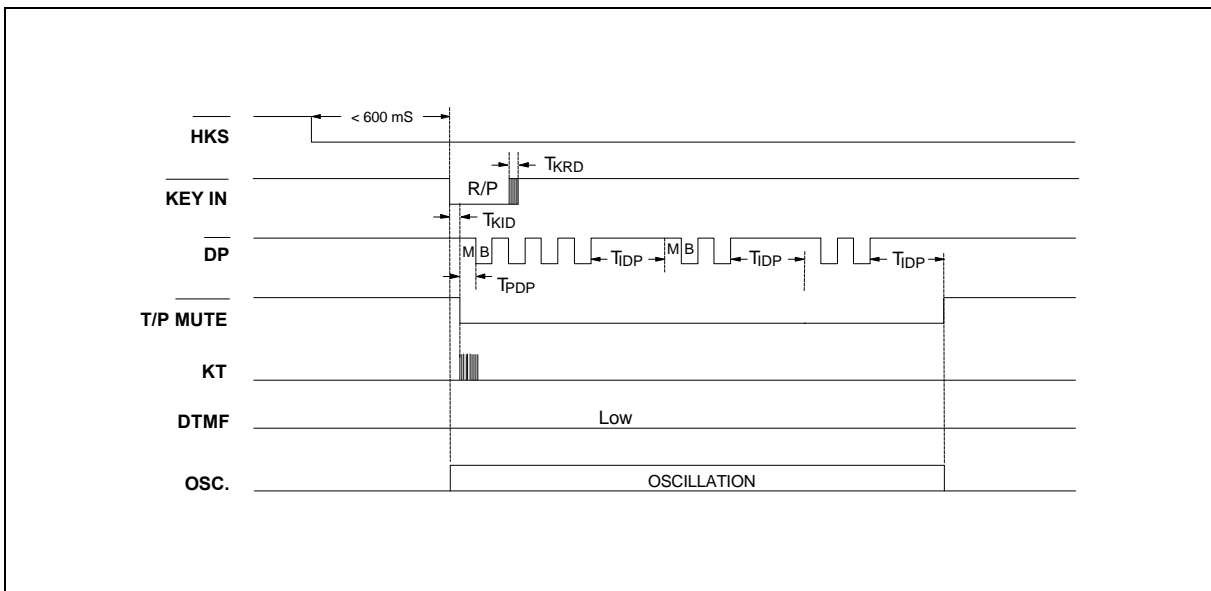 < 600 mS
HKS
TKRD
R/P
KEY IN
TKID
M B M B
DP
TIDP TIDP TIDP
TPDP
T/P MUTE
KT
Low
DTMF
OSCILLATION
OSC.